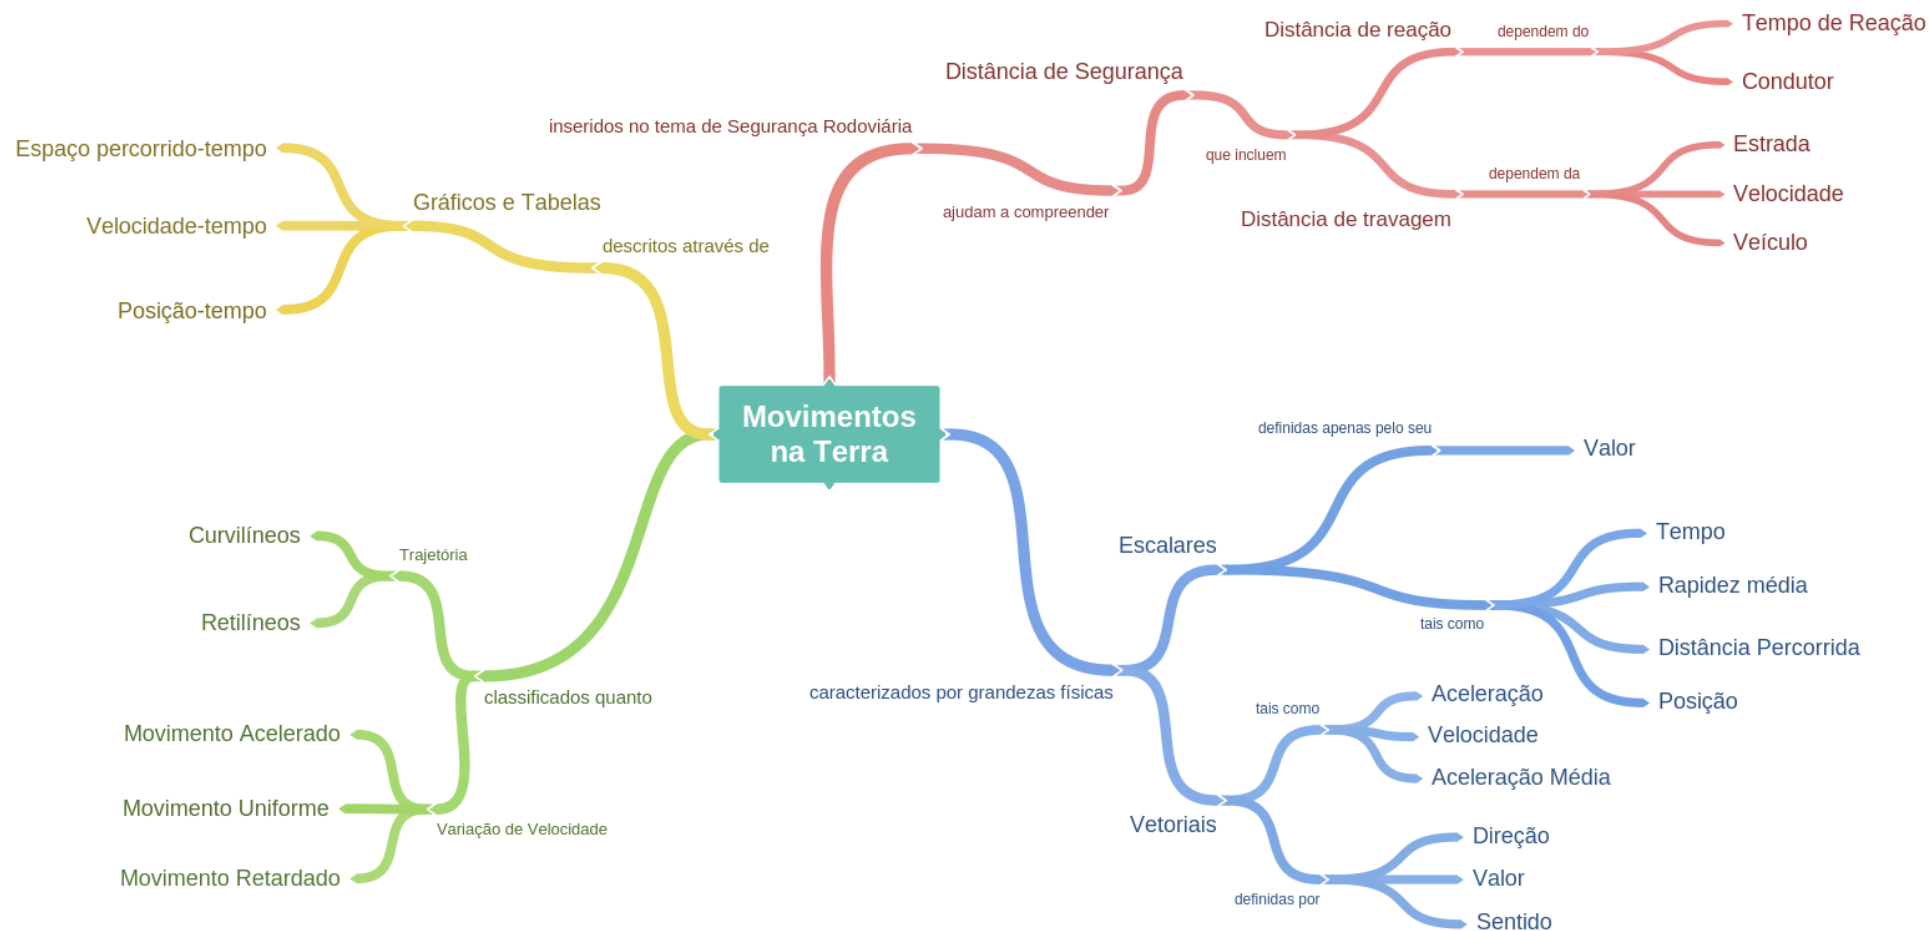 Movimentos
na Terra
inseridos no tema de Segurança Rodoviária
ajudam a compreender
Distância de Segurança
que incluem
Distância de reação
dependem do
Tempo de Reação
Condutor
Distância de travagem
dependem da
Estrada
Velocidade
Veículo
descritos através de
Gráficos e Tabelas
Espaço percorrido-tempo
Velocidade-tempo
Posição-tempo
classificados quanto
Trajetória
Curvilíneos
Retilíneos
Variação de Velocidade
Movimento Acelerado
Movimento Uniforme
Movimento Retardado
caracterizados por grandezas físicas
Escalares
definidas apenas pelo seu
Valor
tais como
Tempo
Rapidez média
Distância Percorrida
Posição
Vetoriais
tais como
Aceleração
Velocidade
Aceleração Média
definidas por
Direção
Valor
Sentido